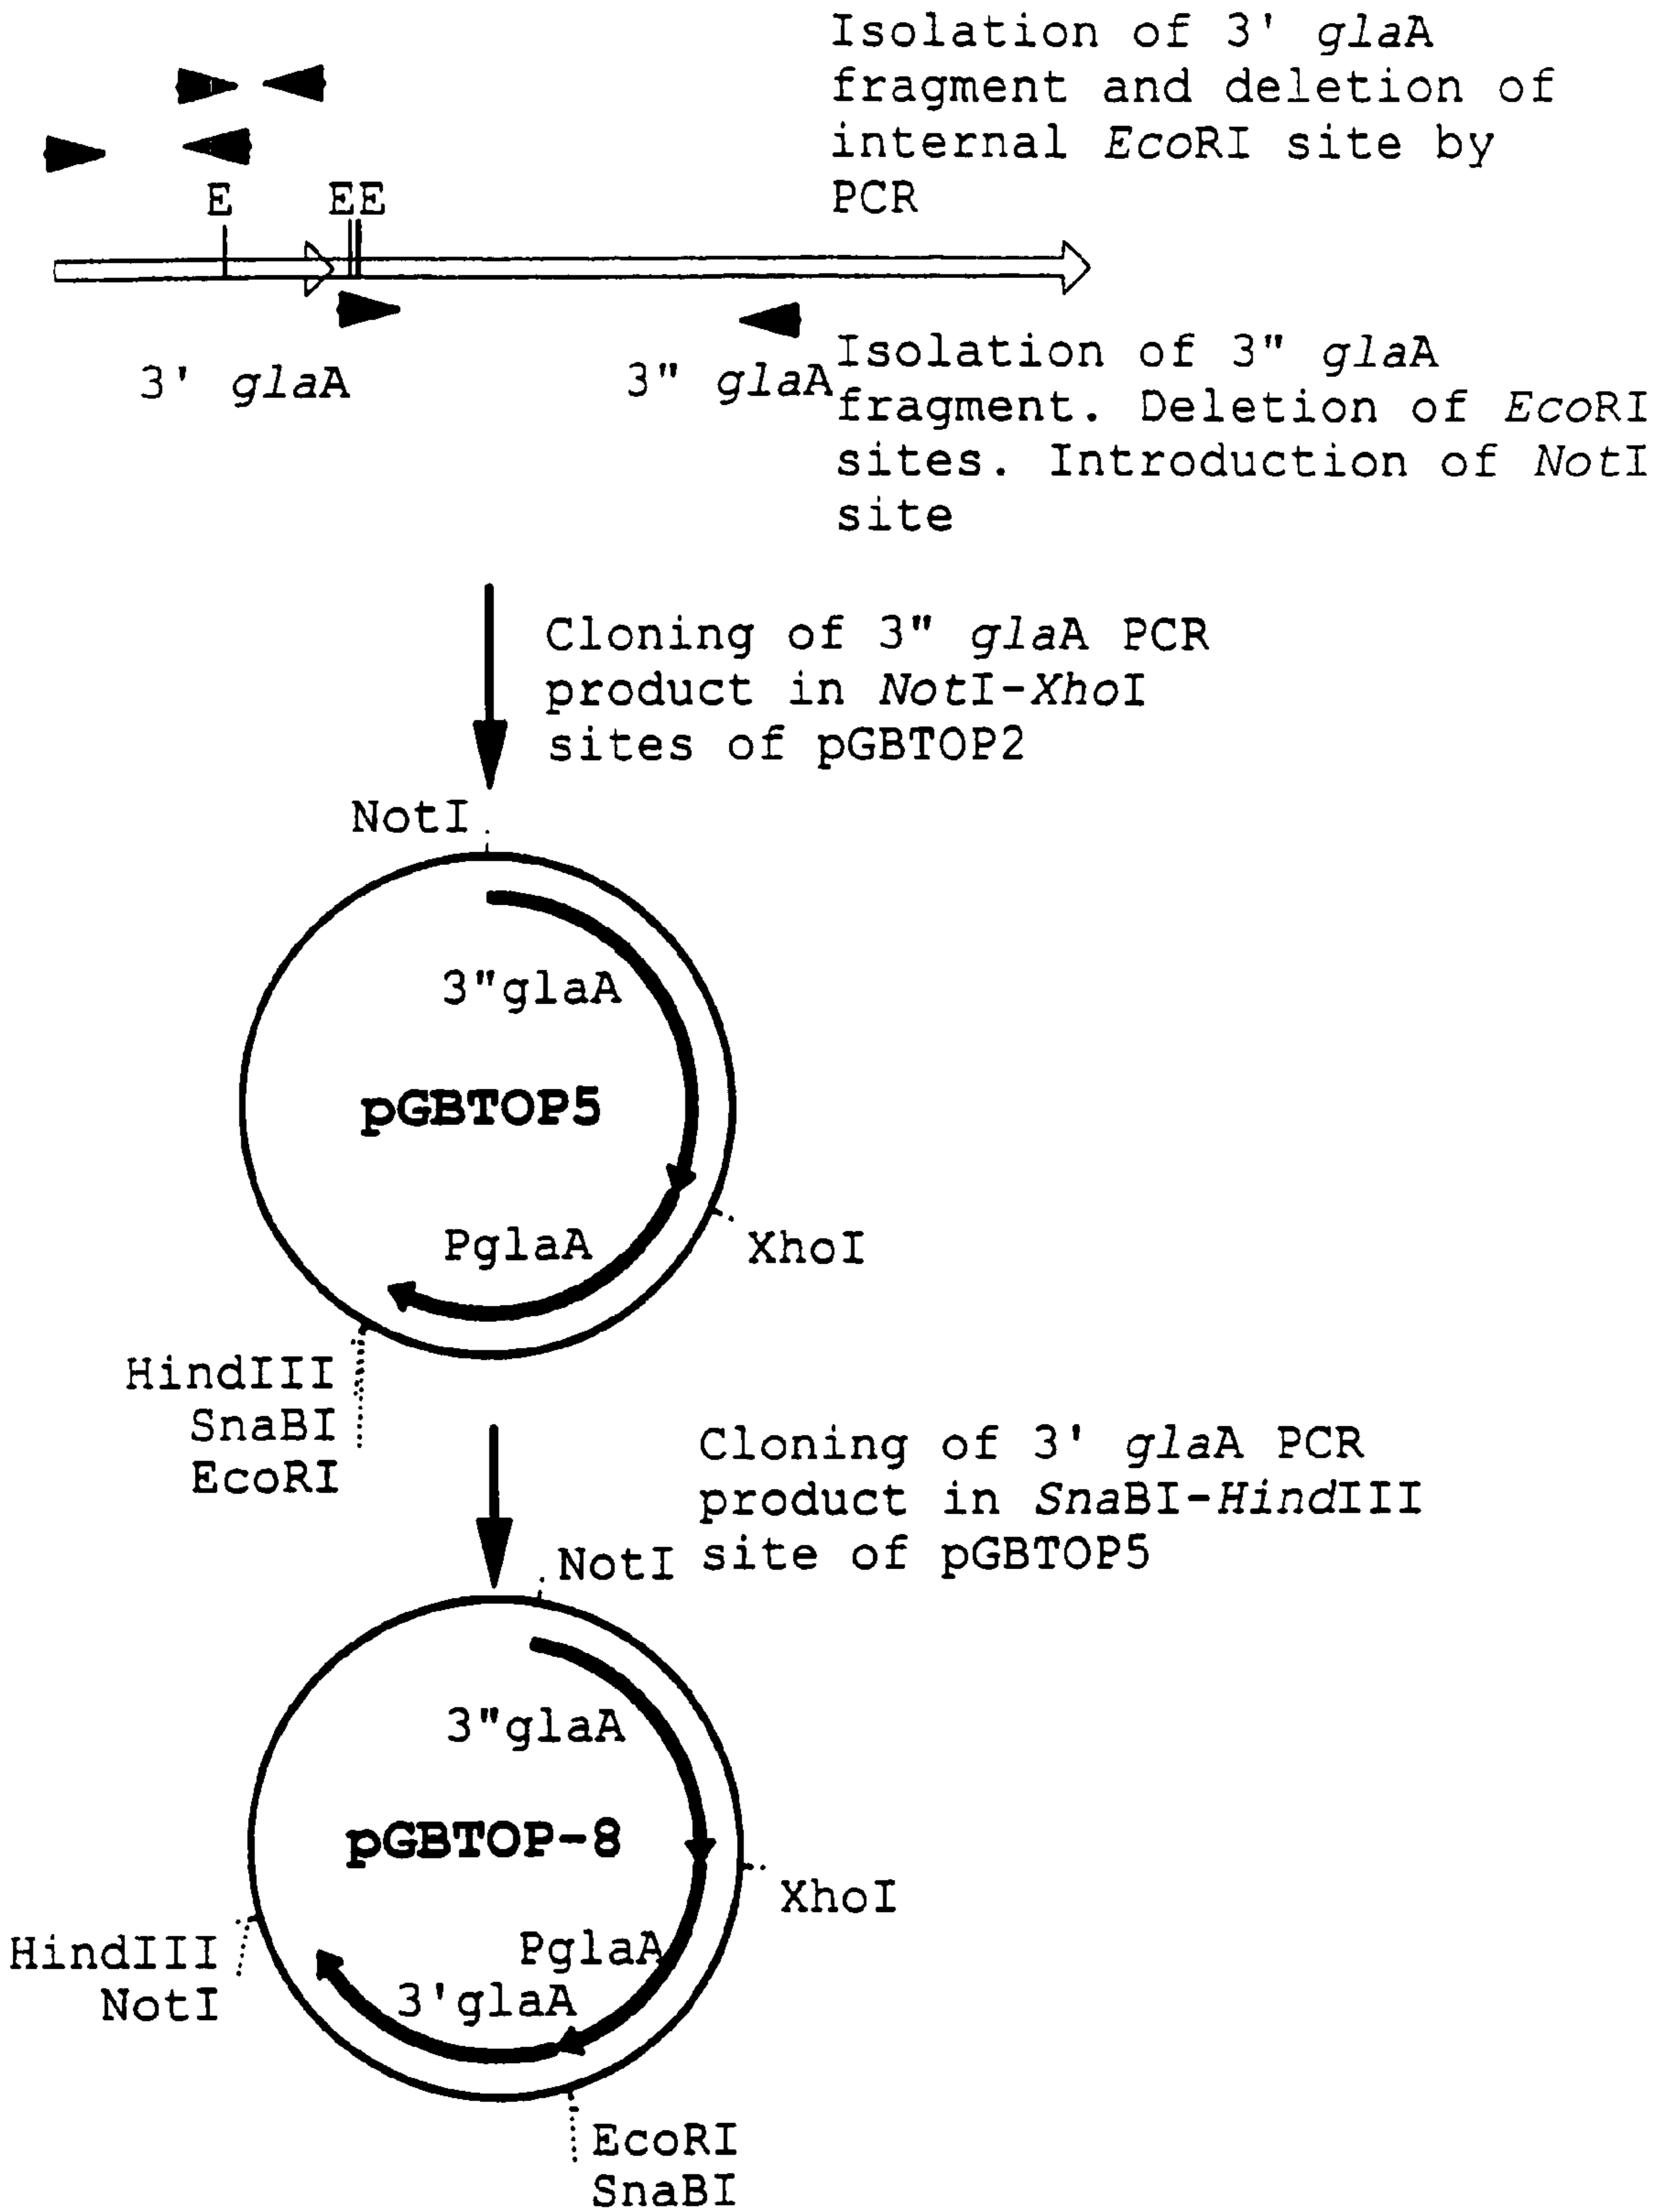 Isolation of 3' glaA
fragment and deletion of
internal EcoRI site by
PCR
E
EE
3' glaA
3" glaA
Isolation of 3" glaA
fragment. Deletion of EcoRI
sites. Introduction of NotI
site
Cloning of 3" glaA PCR
product in NotI-XhoI
sites of pGBTOP2
NotI
3"glaA
pGBTOP5
PglaA
XhoI
HindIII
SnaBI
EcoRI
Cloning of 3' glaA PCR
product in SnaBI-HindIII
site of pGBTOP5
NotI
3"glaA
pGBTOP-8
XhoI
PglaA
3'glaA
HindIII
NotI
EcoRI
SnaBI